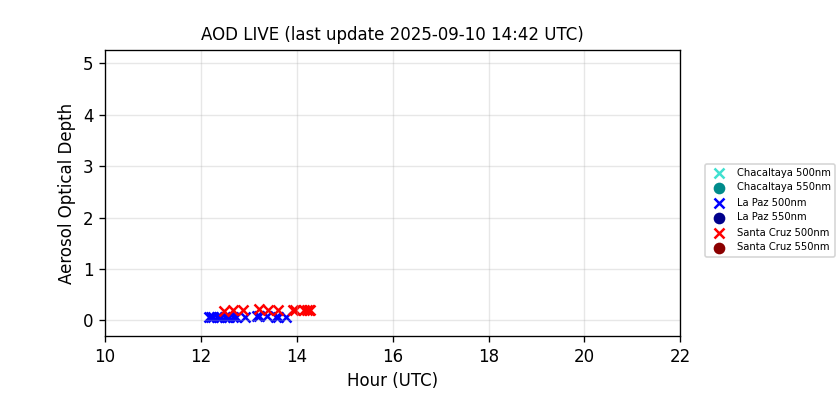 AOD LIVE (last update 2025-09-10 14:42 UTC)
Aerosol Optical Depth
5
4
3
2
1
0
10 12 14 16 18 20 22
Hour (UTC)
Chacaltaya 500nm
Chacaltaya 550nm
La Paz 500nm
La Paz 550nm
Santa Cruz 500nm
Santa Cruz 550nm